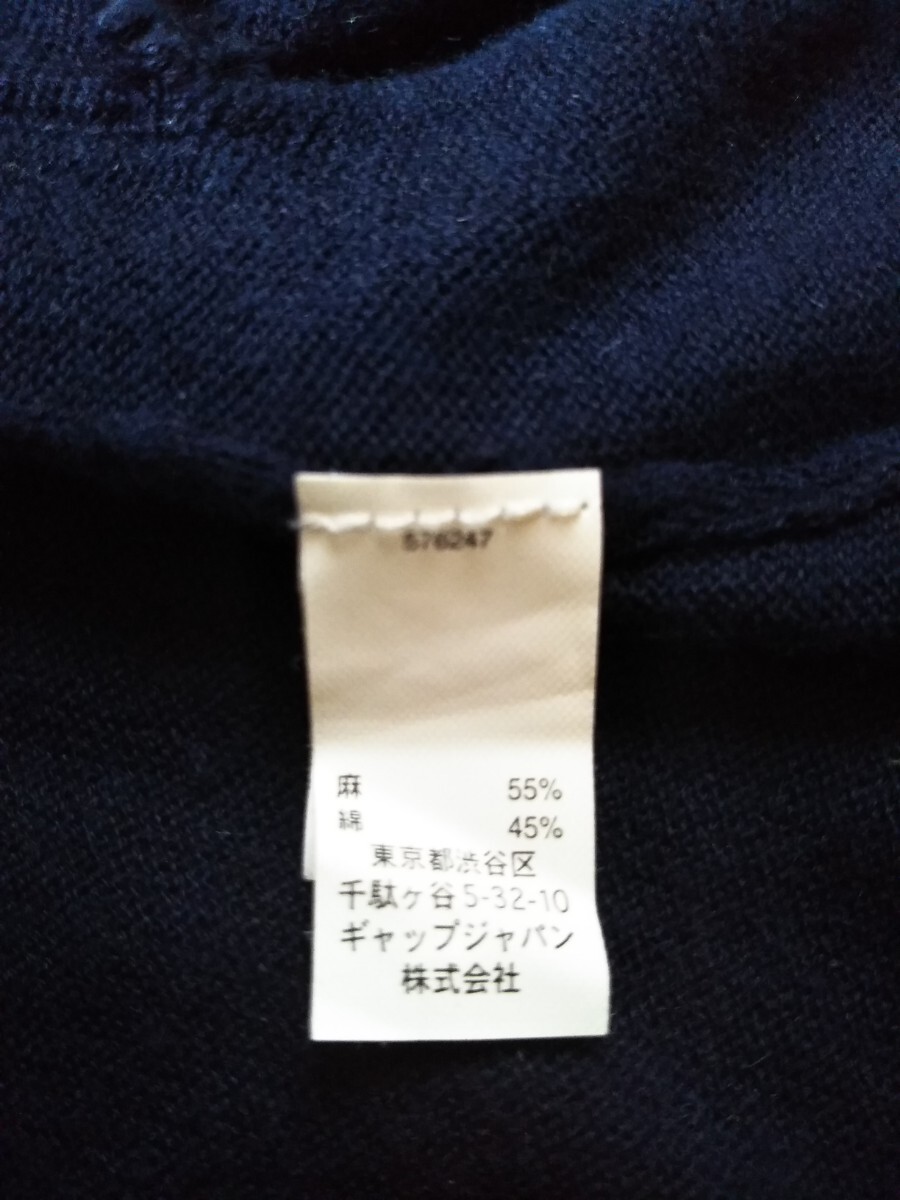 576247
麻 55%
綿 45%
東京都渋谷区
千駄ヶ谷5-32-10
ギャップジャパン
株式会社